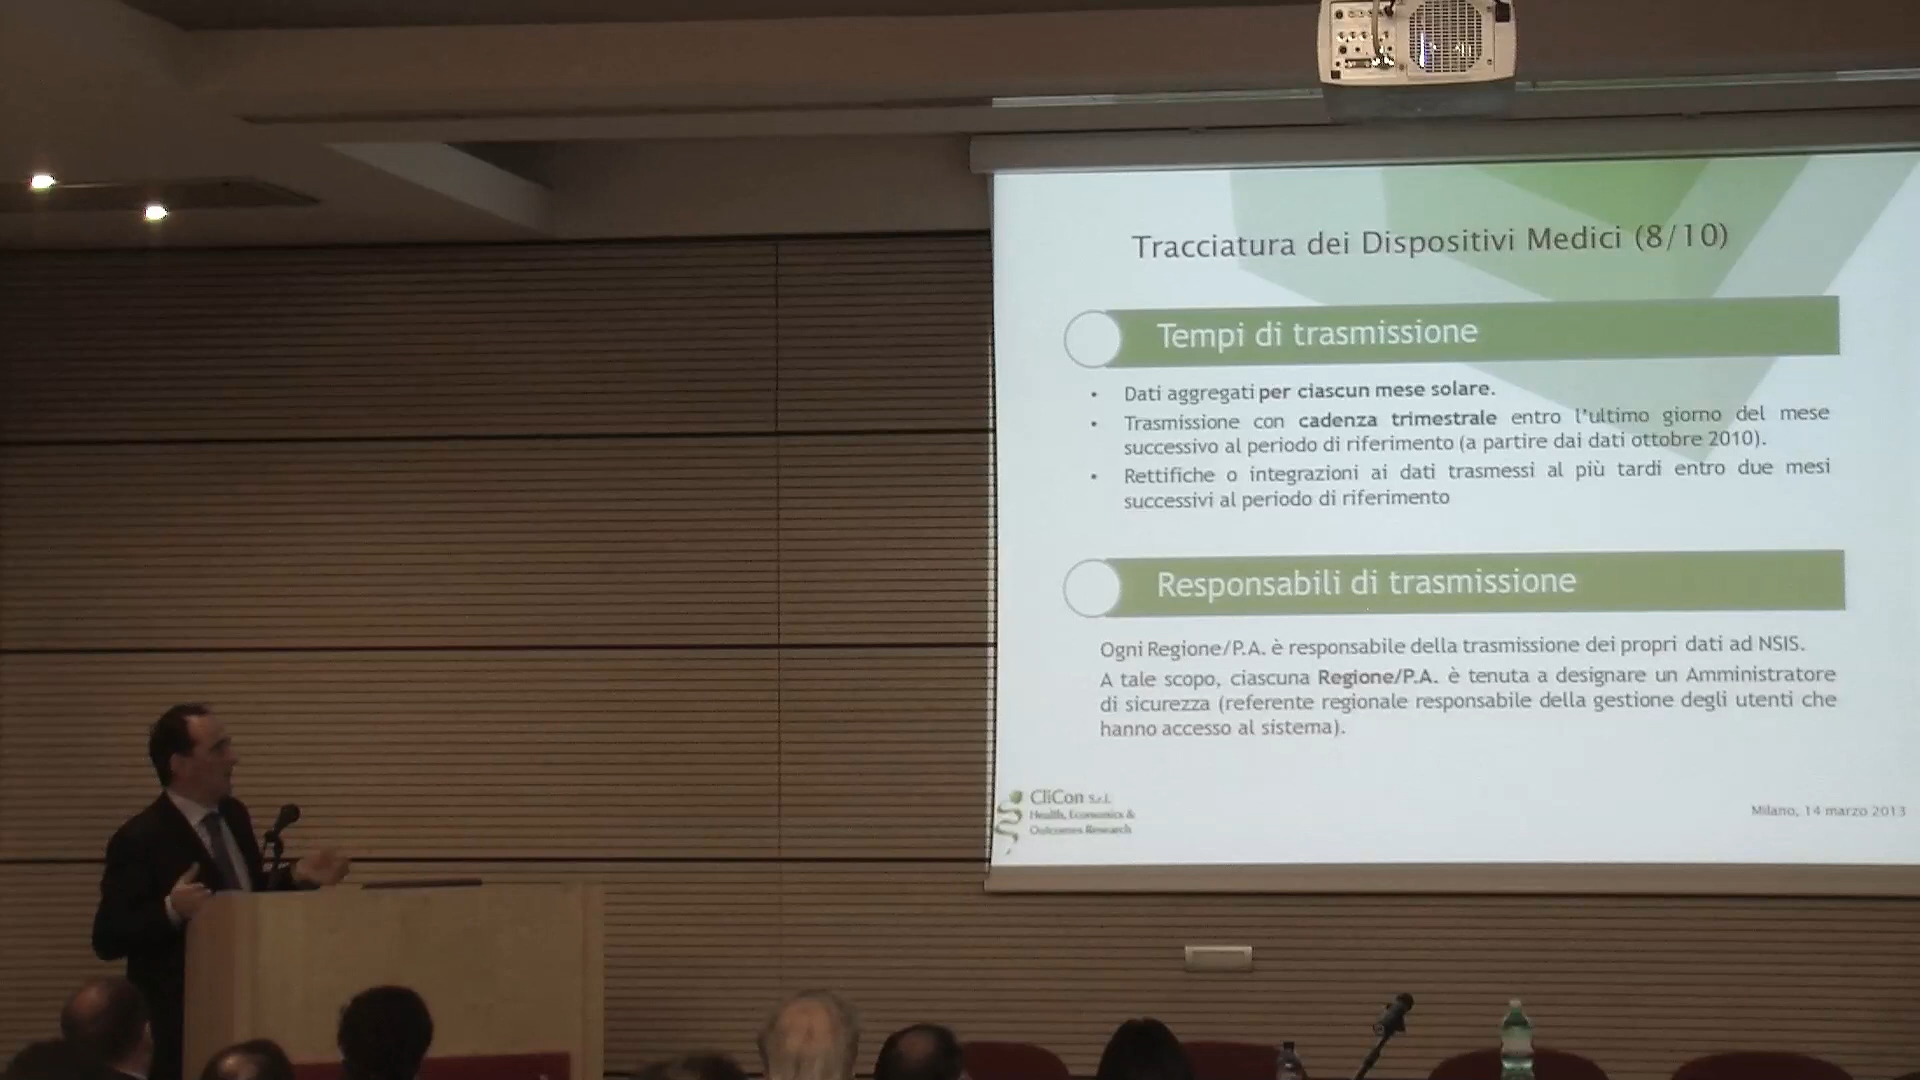 Tracciatura dei Dispositivi Medici (8/10)
Tempi di trasmissione
• Dati aggregati per ciascun mese solare.
• Trasmissione con cadenza trimestrale entro l'ultimo giorno del mese
successivo al periodo di riferimento (a partire dai dati ottobre 2010).
• Rettifiche o integrazioni ai dati trasmessi al più tardi entro due mesi
successivi al periodo di riferimento
Responsabili di trasmissione
Ogni Regione/P.A. è responsabile della trasmissione dei propri dati ad NSIS.
A tale scopo, ciascuna Regione/P.A. è tenuta a designare un Amministratore
di sicurezza (referente regionale responsabile della gestione degli utenti che
hanno accesso al sistema).
CliCon S.r.l.
Health, Economics &
Outcomes Research
Milano, 14 marzo 2013